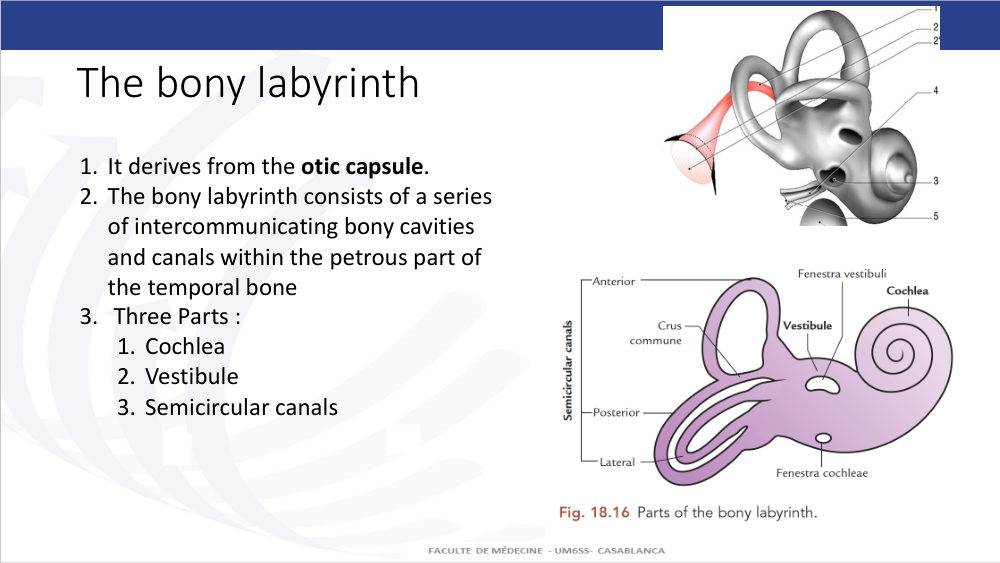 The bony labyrinth
1. It derives from the otic capsule.
2. The bony labyrinth consists of a series
of intercommunicating bony cavities
and canals within the petrous part of
the temporal bone
3. Three Parts :
1. Cochlea
2. Vestibule
3. Semicircular canals
1
2
2'
4
3
5
Fenestra vestibuli
Anterior
Cochlea
Crus
commune
Vestibule
Semicircular canals
Posterior
Lateral
Fenestra cochleae
Fig. 18.16 Parts of the bony labyrinth.
FACULTE DE MÉDECINE - UM6SS- CASABLANCA